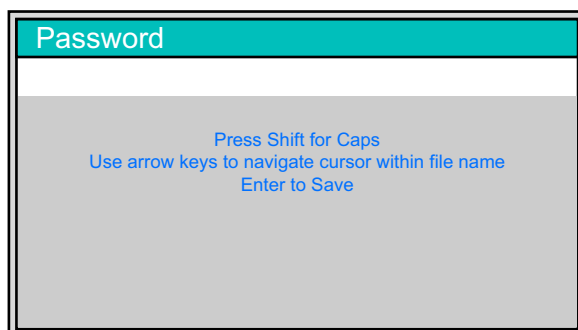 Password
Press Shift for Caps
Use arrow keys to navigate cursor within file name
Enter to Save